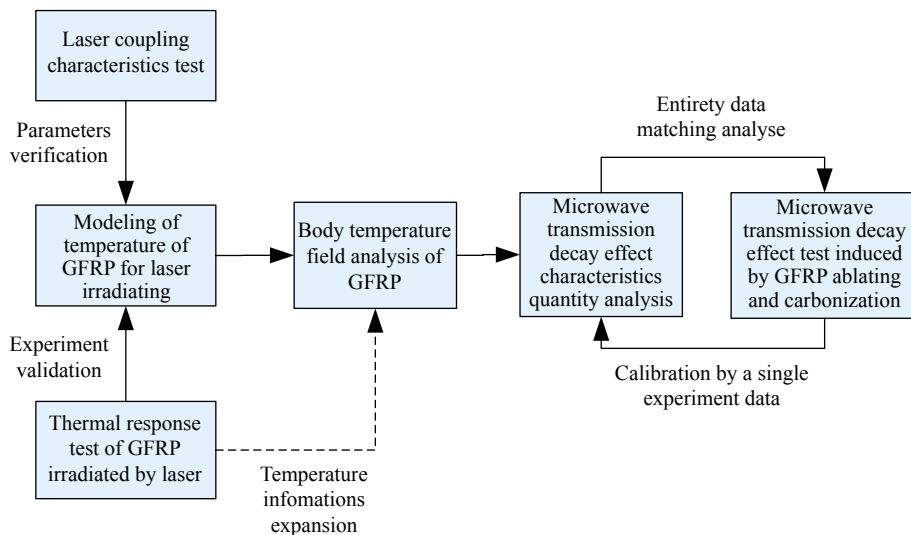 Laser coupling
characteristics test
Parameters
verification
Modeling of
temperature of
GFRP for laser
irradiating
Experiment
validation
Thermal response
test of GFRP
irradiated by laser
Body temperature
field analysis of
GFRP
Temperature
infomations
expansion
Entirety data
matching analyse
Microwave
transmission
decay effect
characteristics
quantity analysis
Microwave
transmission decay
effect test induced
by GFRP ablating
and carbonization
Calibration by a single
experiment data